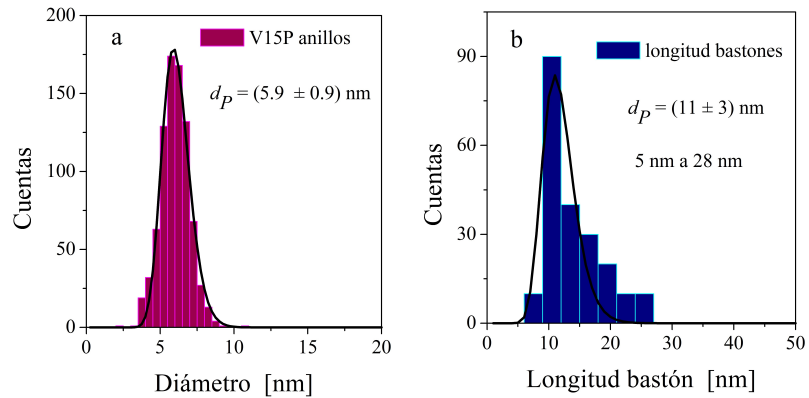 a
V15P anillos
d_P = (5.9 ± 0.9) nm
Cuentas
200
150
100
50
0
0 5 10 15 20
Diámetro [nm]
b
longitud bastones
d_P = (11 ± 3) nm
5 nm a 28 nm
Cuentas
90
60
30
0
0 10 20 30 40 50
Longitud bastón [nm]